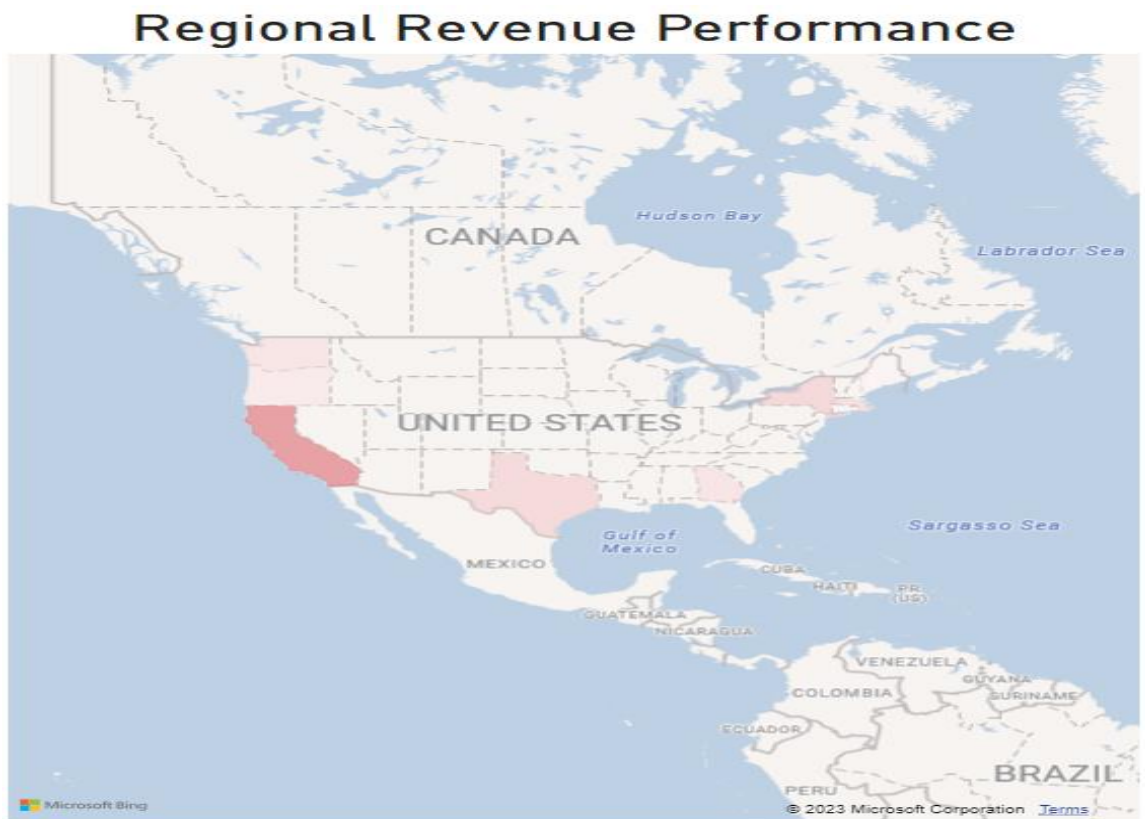 Regional Revenue Performance
Hudson Bay
CANADA
Labrador Sea
UNITED STATES
Sargasso Sea
Gulf of
Mexico
MEXICO
CUBA
HAITI
PR
(US)
GUATEMALA
NICARAGUA
VENEZUELA
GUYANA
COLOMBIA
SURINAME
ECUADOR
BRAZIL
PERU
Microsoft Bing
© 2023 Microsoft Corporation Terms